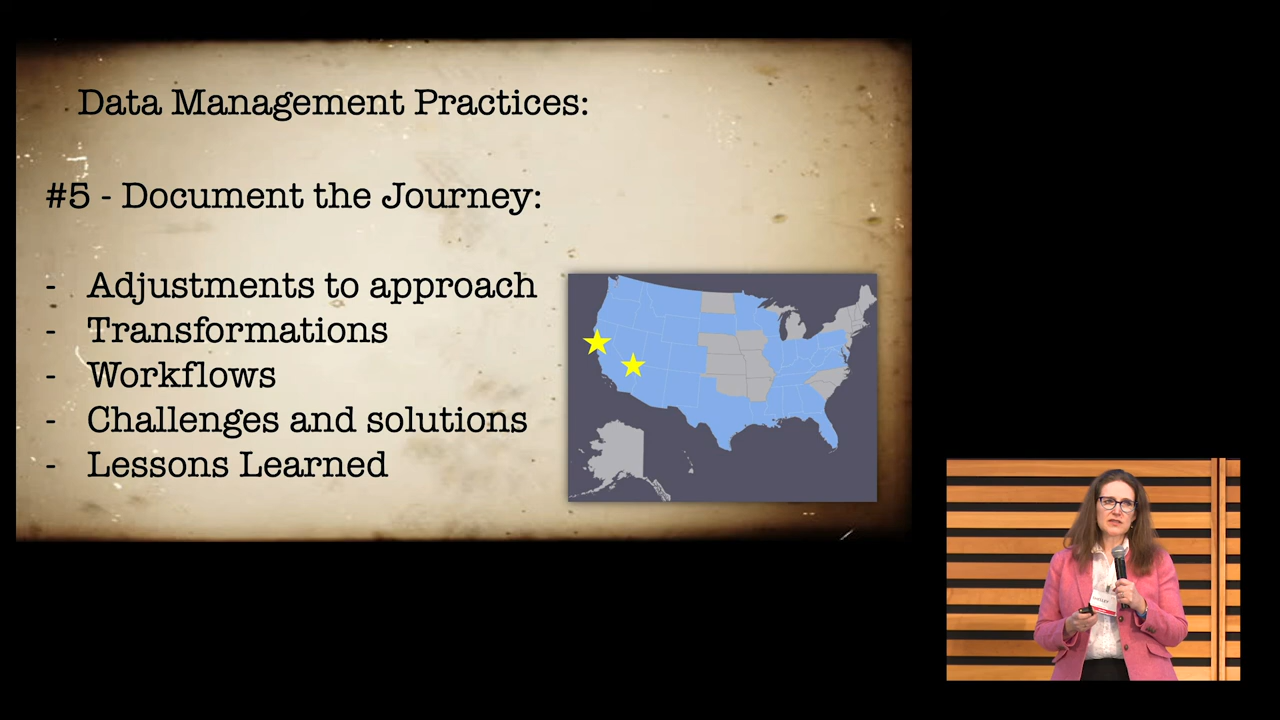 Data Management Practices:
#5 - Document the Journey:
- Adjustments to approach
- Transformations
- Workflows
- Challenges and solutions
- Lessons Learned